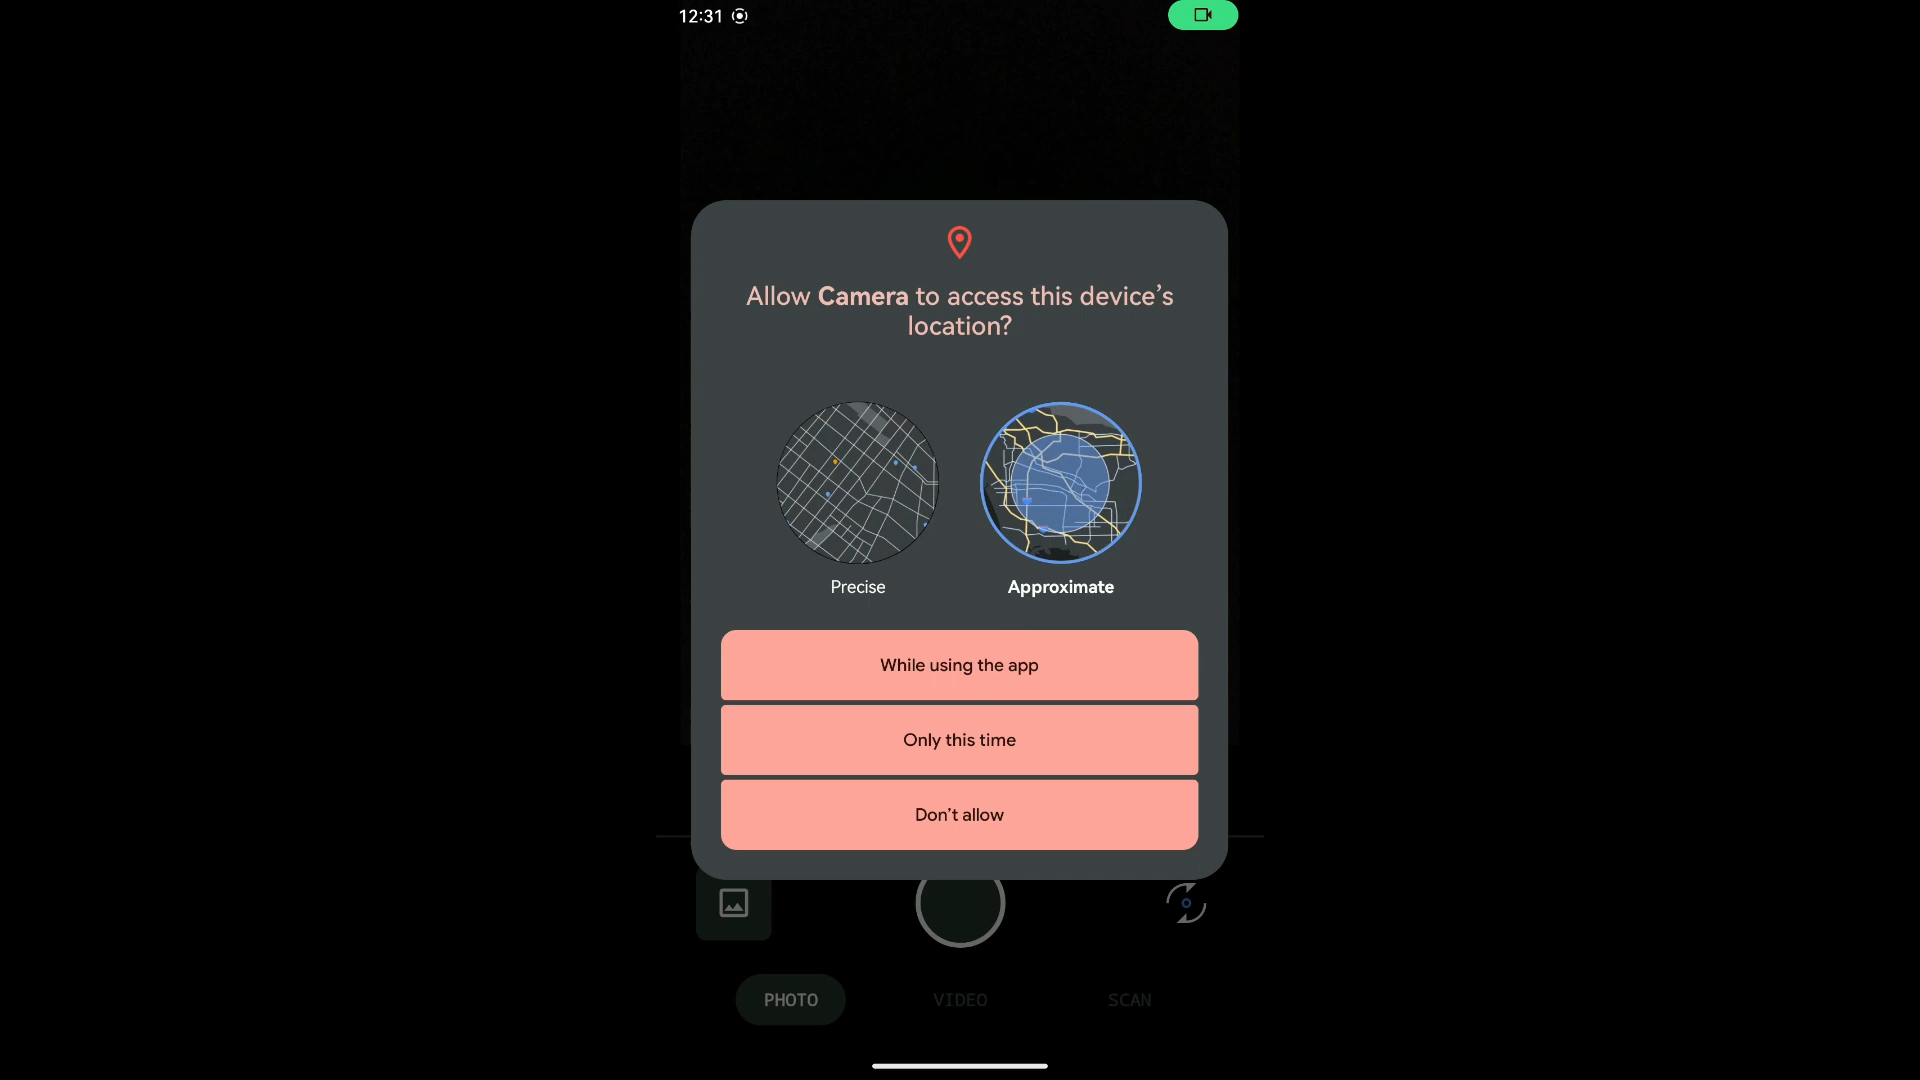 12:31
Allow Camera to access this device’s
location?
Precise
Approximate
While using the app
Only this time
Don’t allow
PHOTO
VIDEO
SCAN